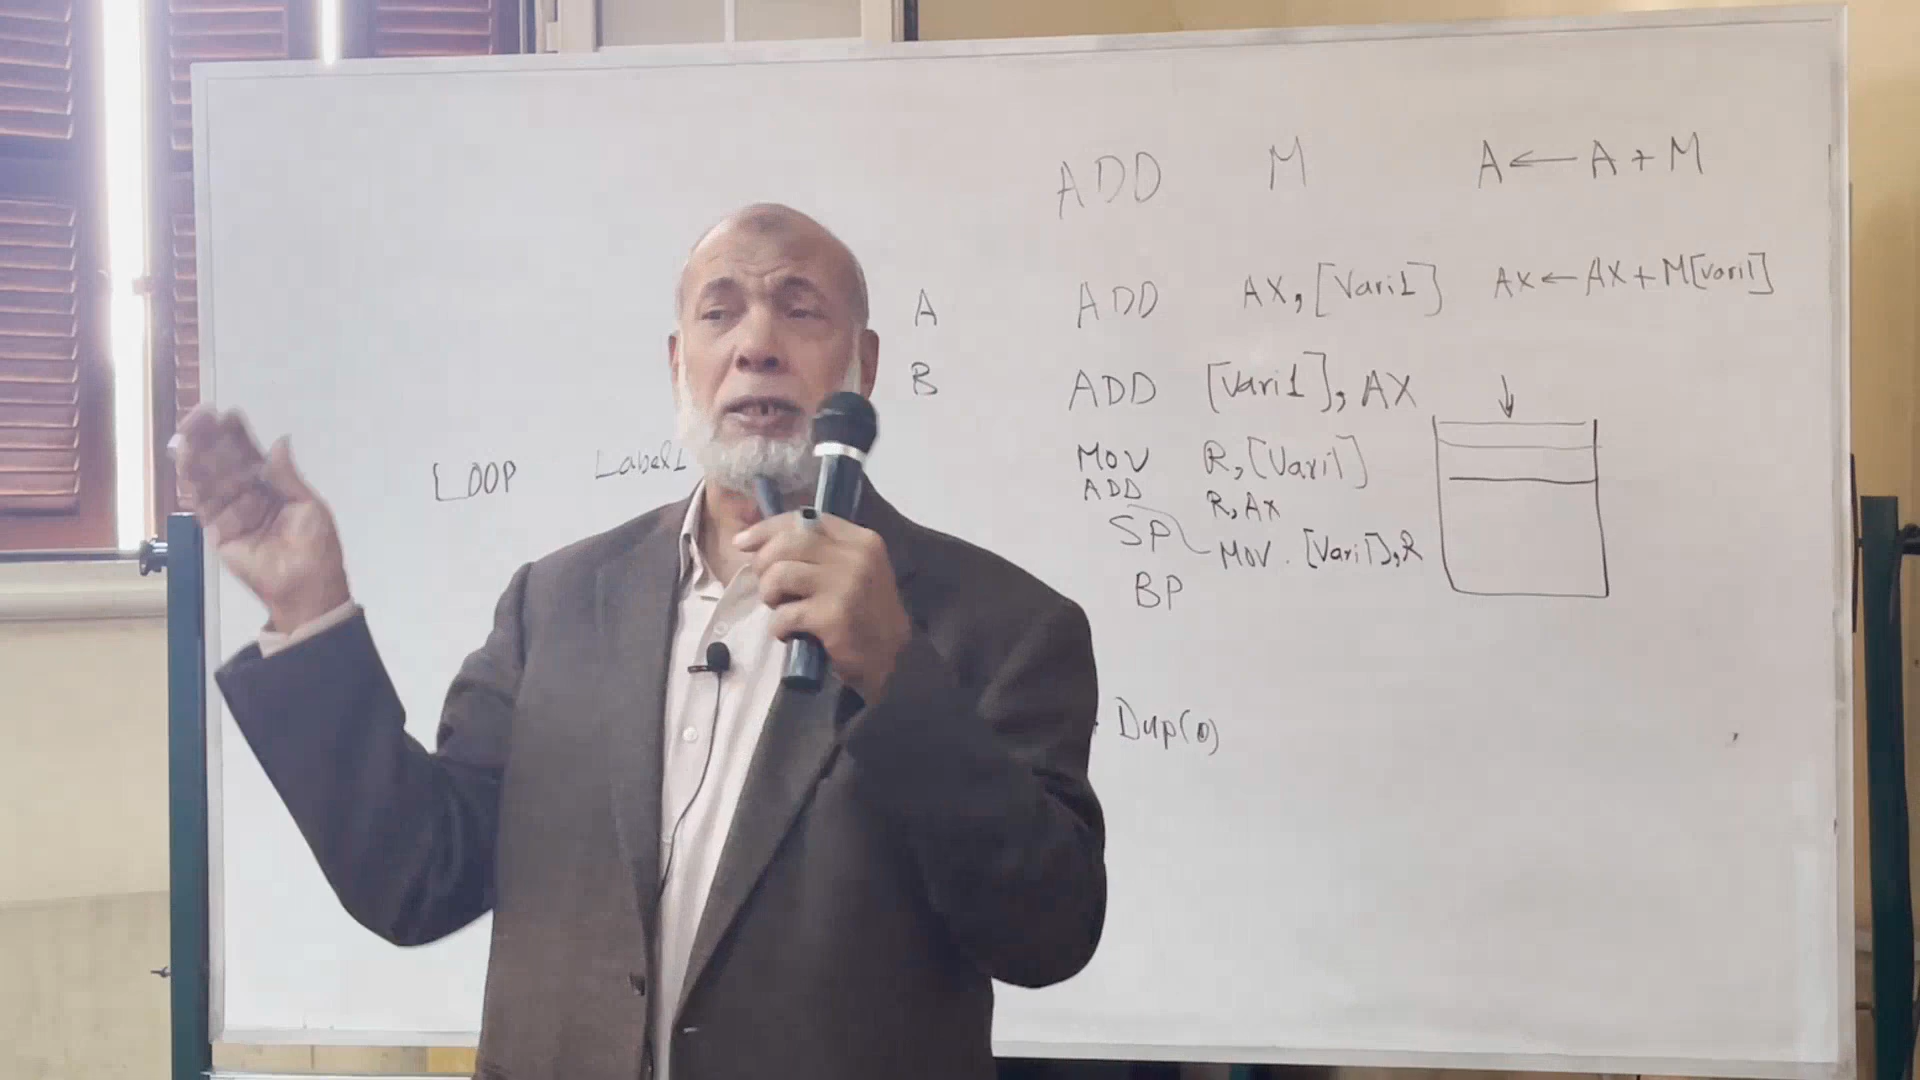 ADD M A ← A + M
A ADD AX, [Vari1] AX ← AX + M[Vari1]
B ADD [Vari1], AX
LOOP Label1
MOV R, [Vari1]
ADD R, AX
SP MOV. [Vari1], R
BP
Dup(0)